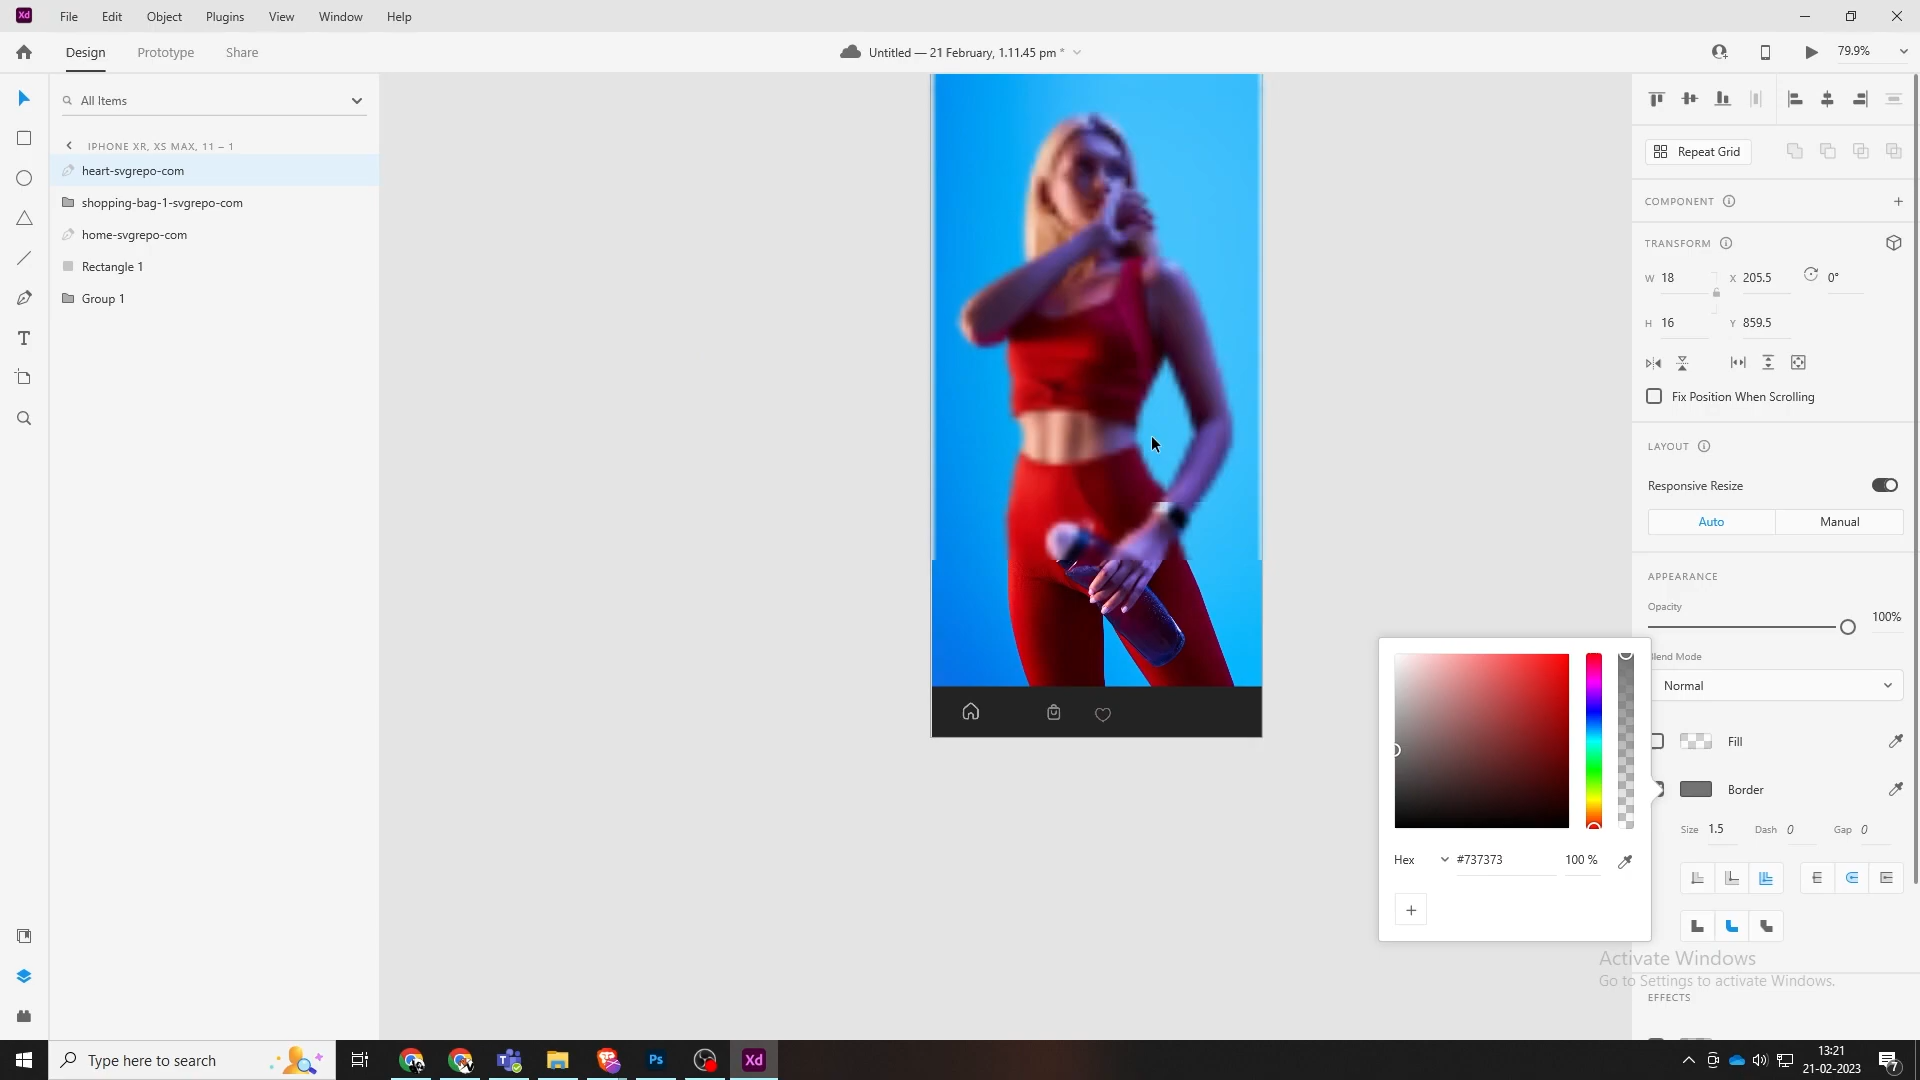 Xd File Edit Object Plugins View Window Help
Design Prototype Share Untitled — 21 February, 1.11.45 pm * 79.9%
All Items
IPHONE XR, XS MAX, 11 – 1
heart-svgrepo-com
shopping-bag-1-svgrepo-com
home-svgrepo-com
Rectangle 1
Group 1
T
Repeat Grid
COMPONENT
TRANSFORM
W 18 X 205.5 0°
H 16 Y 859.5
Fix Position When Scrolling
LAYOUT
Responsive Resize
Auto Manual
APPEARANCE
Opacity
100%
lend Mode
Normal
Fill
Border
Size 1.5 Dash 0 Gap 0
Hex #737373 100 %
Activate Windows
Go to Settings to activate Windows.
EFFECTS
Type here to search
Ps Xd
13:21
21-02-2023
7